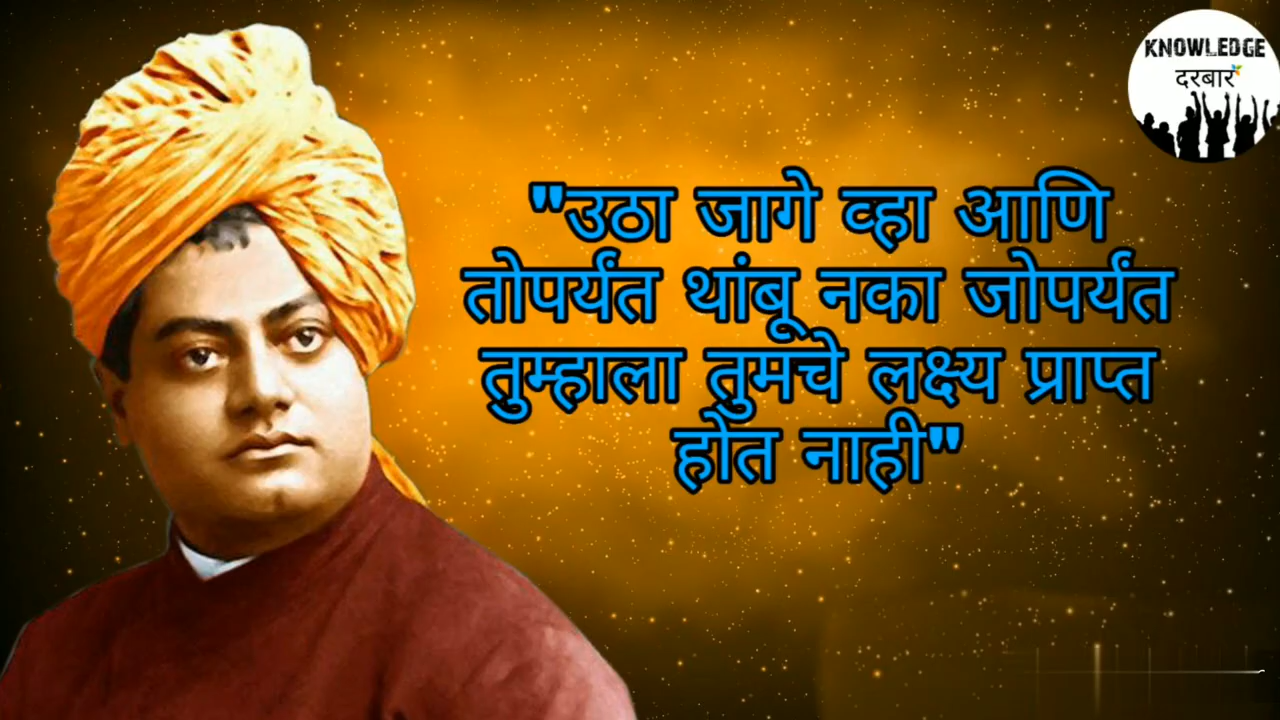 KNOWLEDGE
दरबार
"उठा जागे व्हा आणि
तोपर्यंत थांबू नका जोपर्यंत
तुम्हाला तुमचे लक्ष्य प्राप्त
होत नाही"